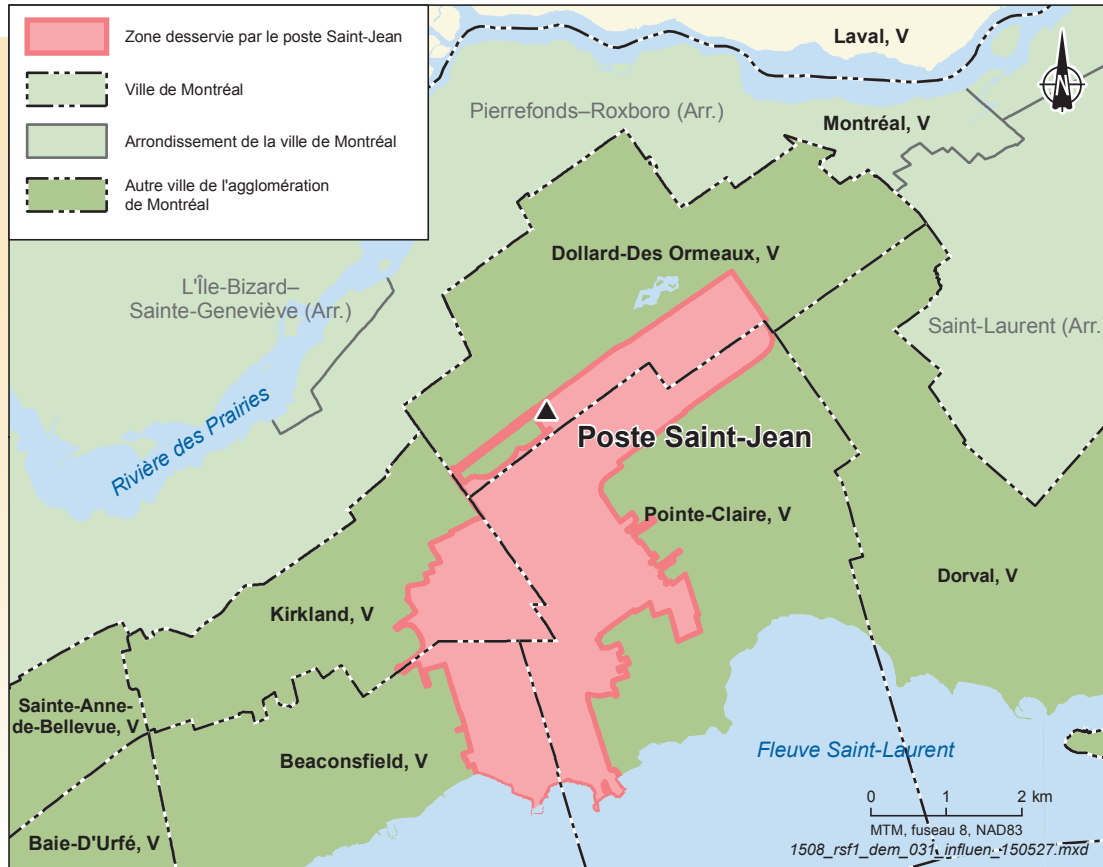 Zone desservie par le poste Saint-Jean
Ville de Montréal
Arrondissement de la ville de Montréal
Autre ville de l'agglomération
de Montréal
Laval, V
N
Pierrefonds–Roxboro (Arr.)
Montréal, V
Dollard-Des Ormeaux, V
L'Île-Bizard–
Sainte-Geneviève (Arr.)
Saint-Laurent (Arr.
Rivière des Prairies
Poste Saint-Jean
Pointe-Claire, V
Dorval, V
Kirkland, V
Sainte-Anne-
de-Bellevue, V
Beaconsfield, V
Fleuve Saint-Laurent
Baie-D'Urfé, V
0 1 2 km
MTM, fuseau 8, NAD83
1508_rsf1_dem_031_influen_150527.mxd